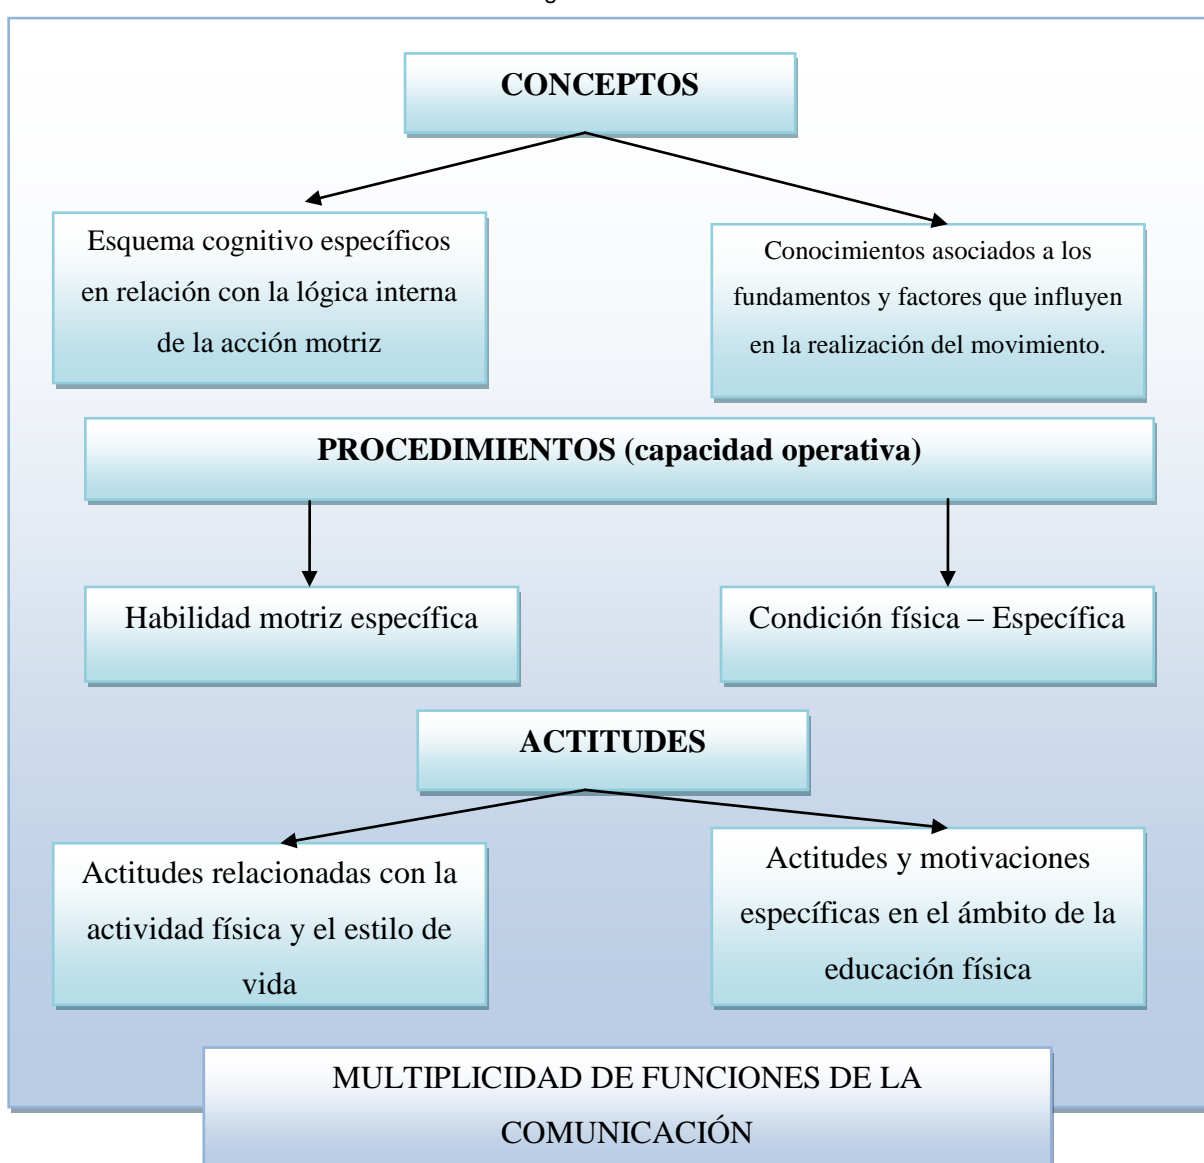 CONCEPTOS
Esquema cognitivo específicos
en relación con la lógica interna
de la acción motriz
Conocimientos asociados a los
fundamentos y factores que influyen
en la realización del movimiento.
PROCEDIMIENTOS (capacidad operativa)
Habilidad motriz específica
Condición física – Específica
ACTITUDES
Actitudes relacionadas con la
actividad física y el estilo de
vida
Actitudes y motivaciones
específicas en el ámbito de la
educación física
MULTIPLICIDAD DE FUNCIONES DE LA
COMUNICACIÓN